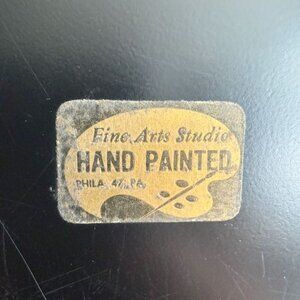 Fine Arts Studio
HAND PAINTED
PHILA. 47, PA.